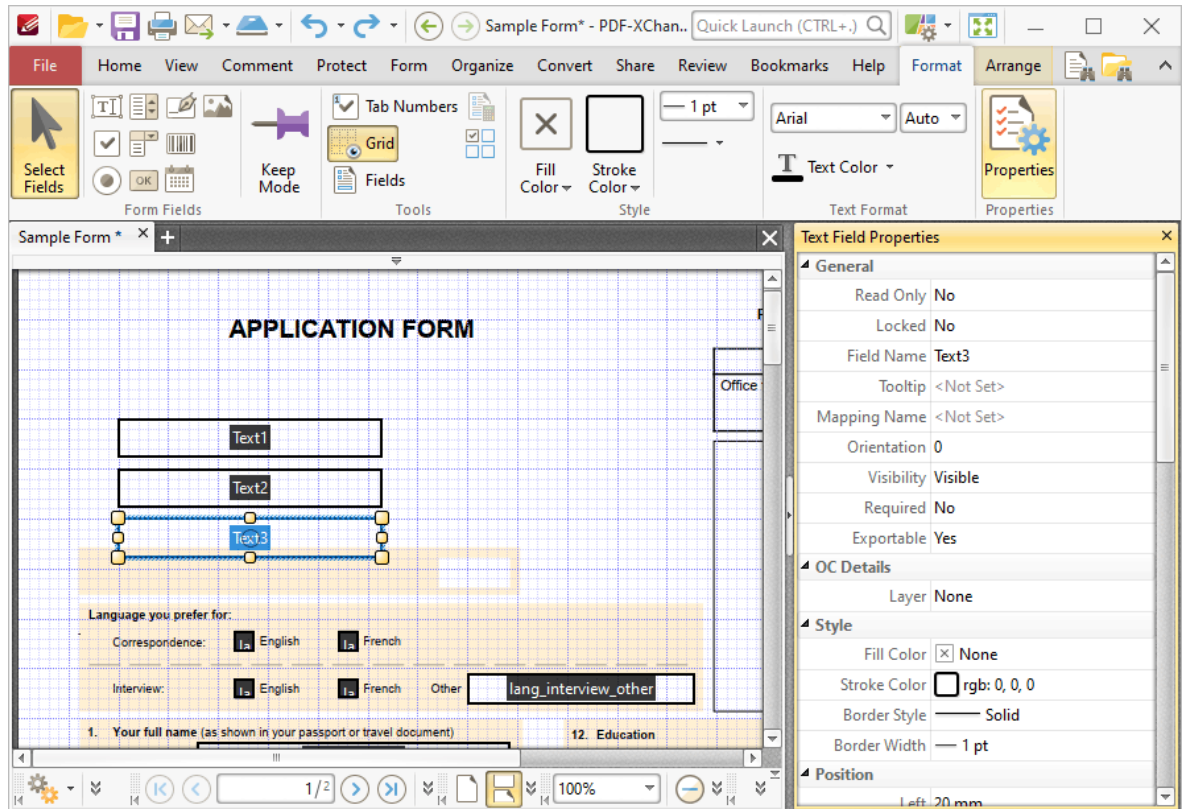 Sample Form* - PDF-XChan..
Quick Launch (CTRL+.)
File Home View Comment Protect Form Organize Convert Share Review Bookmarks Help Format Arrange
Select Fields
OK
Form Fields
Keep Mode
Tab Numbers
Grid
Fields
Tools
Fill Color
Stroke Color
1 pt
Style
Arial
Auto
T Text Color
Text Format
Properties
Properties
Sample Form *
APPLICATION FORM
Office
Text1
Text2
Text3
Language you prefer for:
Correspondence: English French
Interview: English French Other lang_interview_other
1. Your full name (as shown in your passport or travel document)
12. Education
1/2
100%
Text Field Properties
General
Read Only No
Locked No
Field Name Text3
Tooltip <Not Set>
Mapping Name <Not Set>
Orientation 0
Visibility Visible
Required No
Exportable Yes
OC Details
Layer None
Style
Fill Color None
Stroke Color rgb: 0, 0, 0
Border Style Solid
Border Width 1 pt
Position
Left 20 mm